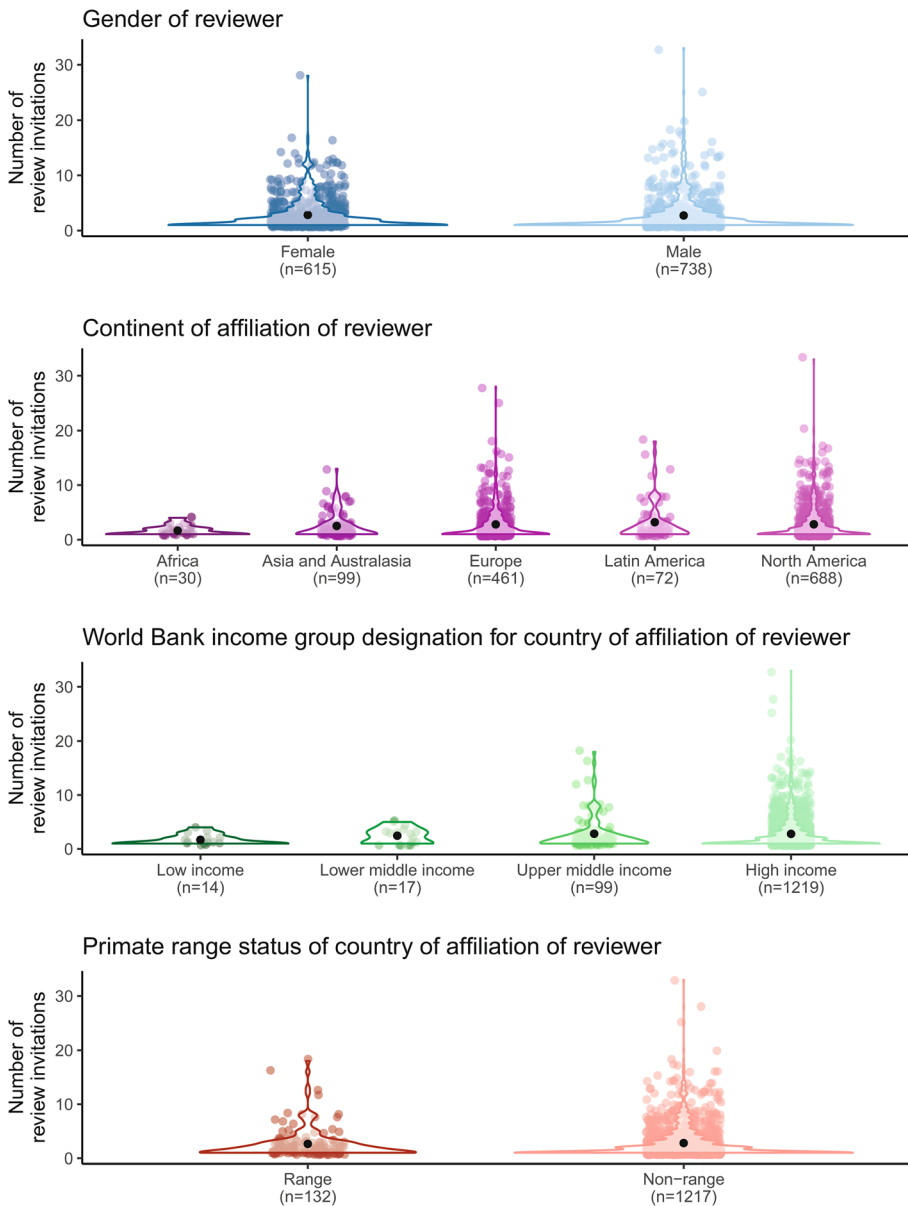 Gender of reviewer
Number of
review invitations
30
20
10
0
Female
(n=615)
Male
(n=738)
Continent of affiliation of reviewer
Number of
review invitations
30
20
10
0
Africa
(n=30)
Asia and Australasia
(n=99)
Europe
(n=461)
Latin America
(n=72)
North America
(n=688)
World Bank income group designation for country of affiliation of reviewer
Number of
review invitations
30
20
10
0
Low income
(n=14)
Lower middle income
(n=17)
Upper middle income
(n=99)
High income
(n=1219)
Primate range status of country of affiliation of reviewer
Number of
review invitations
30
20
10
0
Range
(n=132)
Non−range
(n=1217)